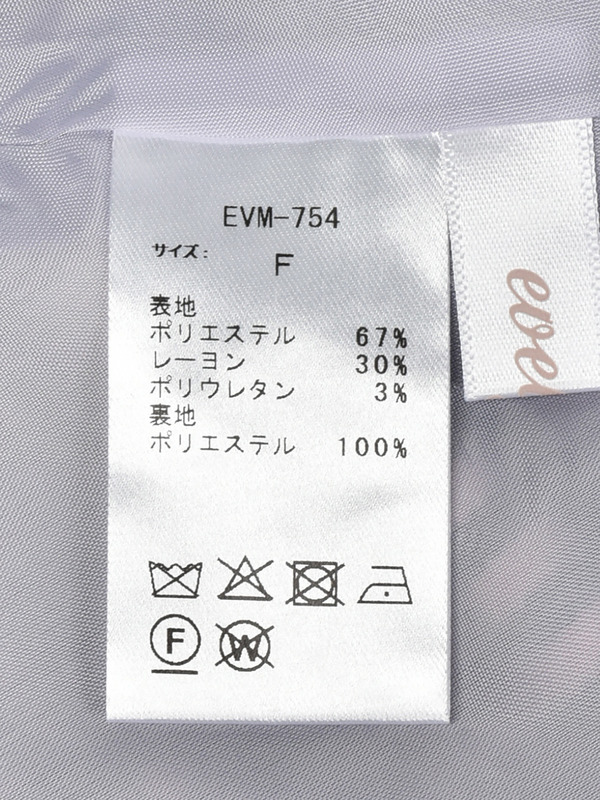 EVM-754
サイズ:
F
表地
ポリエステル 67%
レーヨン 30%
ポリウレタン 3%
裏地
ポリエステル 100%
F
W